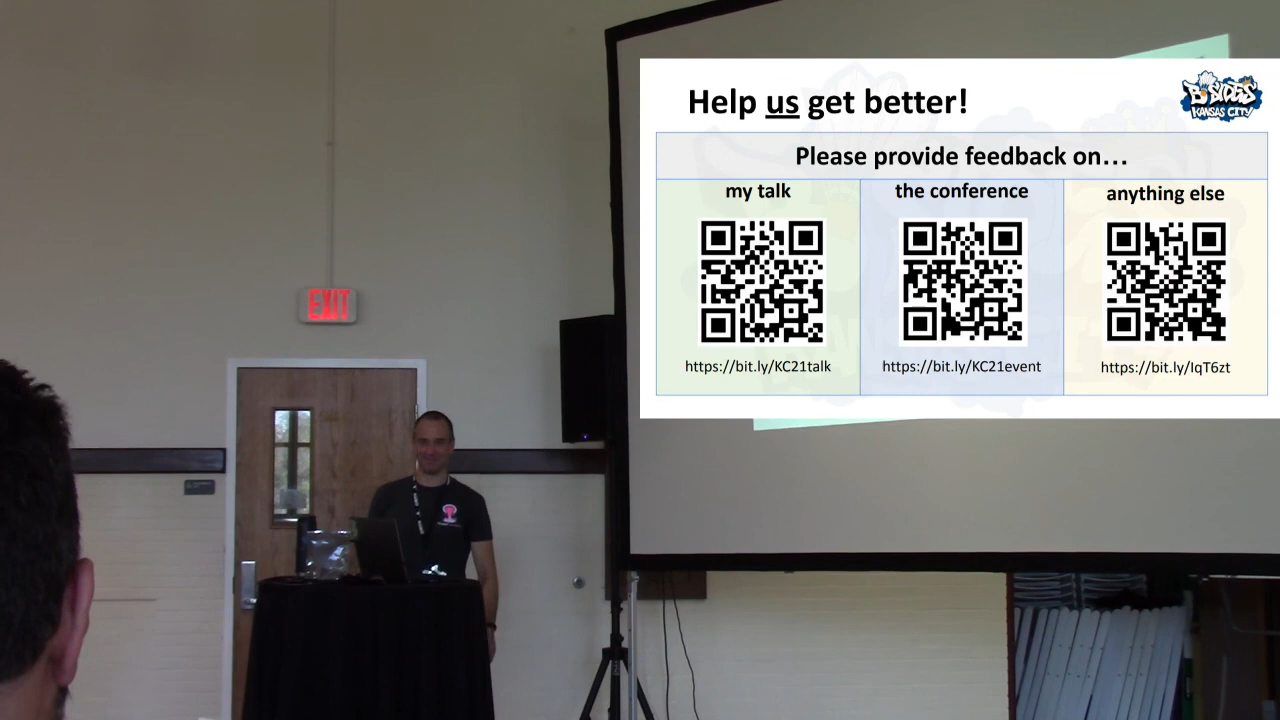 Help us get better!
B-SIDES
KANSAS CITY
Please provide feedback on…
my talk
the conference
anything else
https://bit.ly/KC21talk
https://bit.ly/KC21event
https://bit.ly/IqT6zt
EXIT